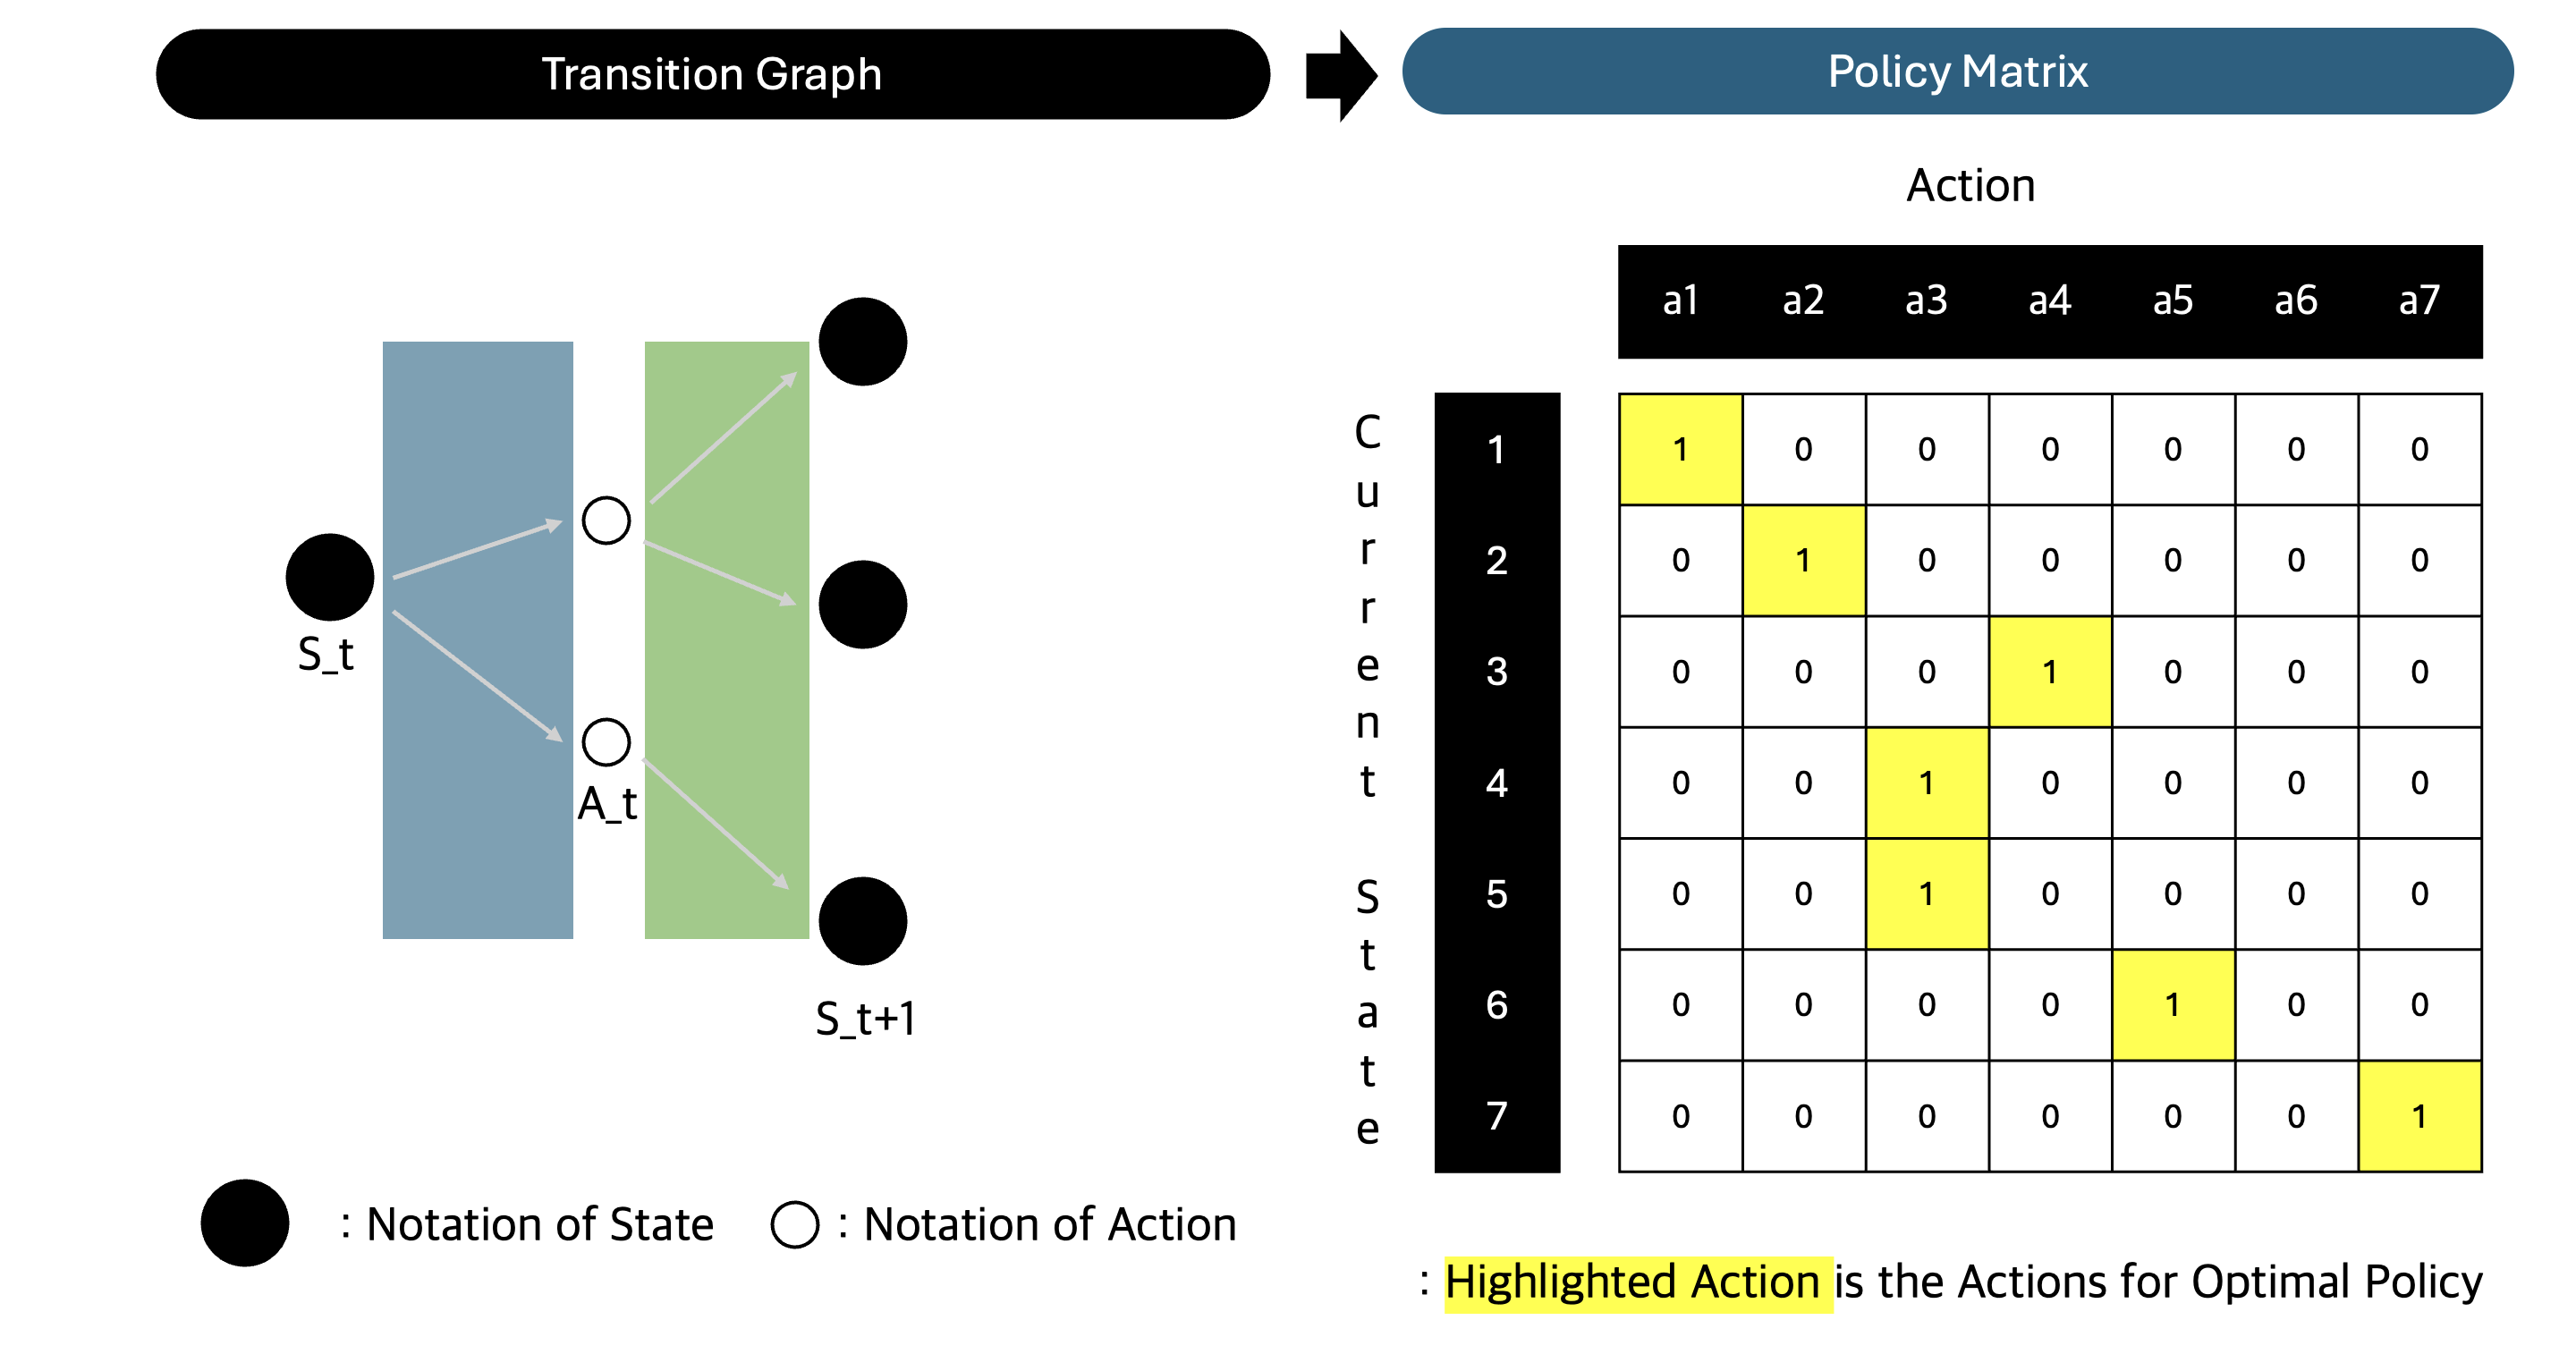 Transition Graph
Policy Matrix
S_t
A_t
S_t+1
: Notation of State
: Notation of Action
Action
a1 a2 a3 a4 a5 a6 a7
Current State
1 1 0 0 0 0 0 0
2 0 1 0 0 0 0 0
3 0 0 0 1 0 0 0
4 0 0 1 0 0 0 0
5 0 0 1 0 0 0 0
6 0 0 0 0 1 0 0
7 0 0 0 0 0 0 1
: Highlighted Action is the Actions for Optimal Policy